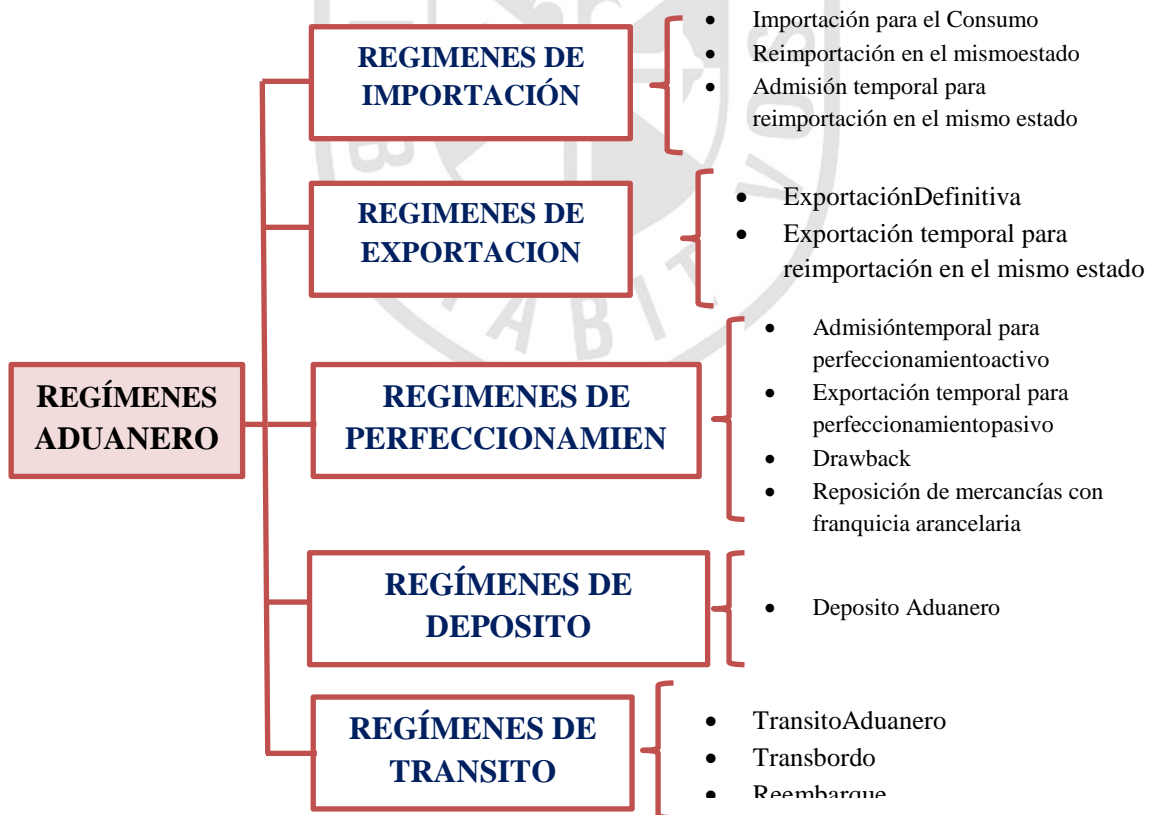 REGÍMENES
ADUANERO
REGIMENES DE
IMPORTACIÓN
• Importación para el Consumo
• Reimportación en el mismoestado
• Admisión temporal para
reimportación en el mismo estado
REGIMENES DE
EXPORTACION
• ExportaciónDefinitiva
• Exportación temporal para
reimportación en el mismo estado
REGIMENES DE
PERFECCIONAMIEN
• Admisióntemporal para
perfeccionamientoactivo
• Exportación temporal para
perfeccionamientopasivo
• Drawback
• Reposición de mercancías con
franquicia arancelaria
REGÍMENES DE
DEPOSITO
• Deposito Aduanero
REGÍMENES DE
TRANSITO
• TransitoAduanero
• Transbordo
• Reembarque